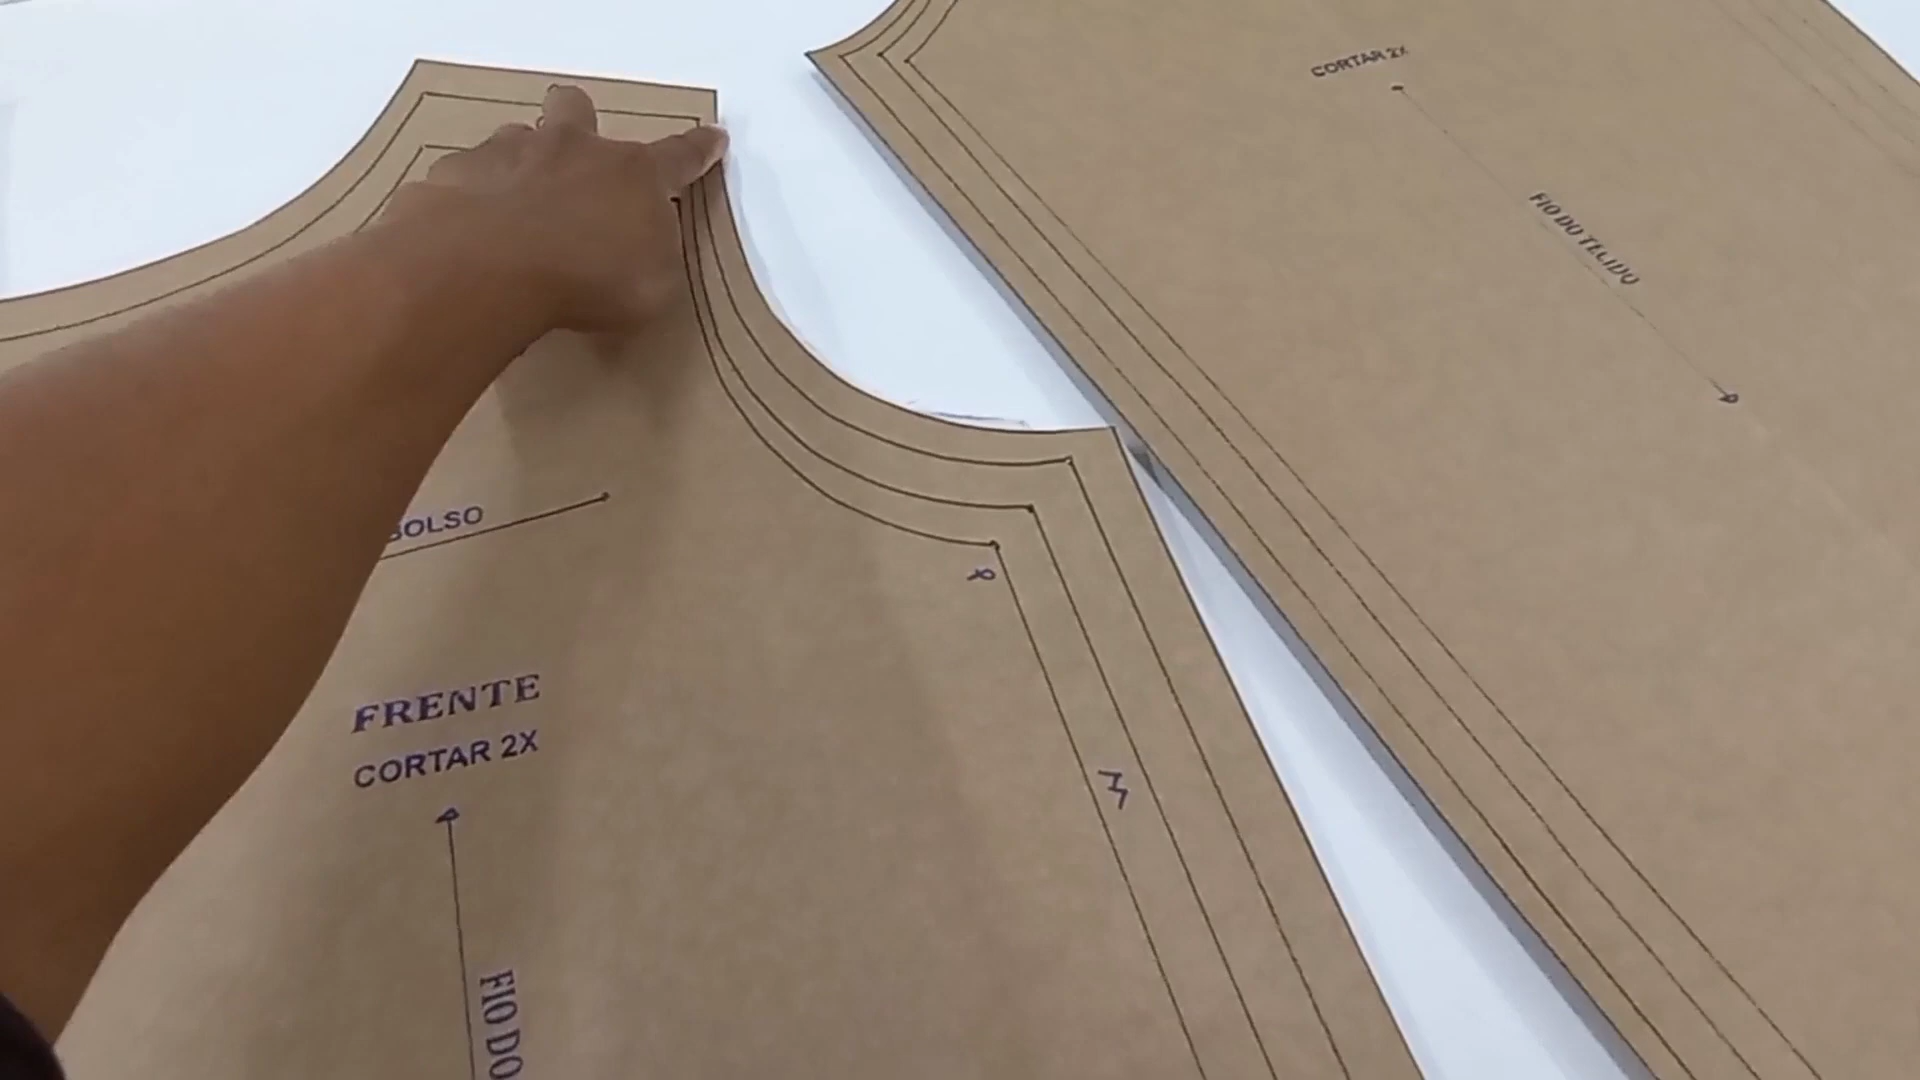 CORTAR 2X
FIO DO TECIDO
BOLSO
P
M
FRENTE
CORTAR 2X
FIO DO